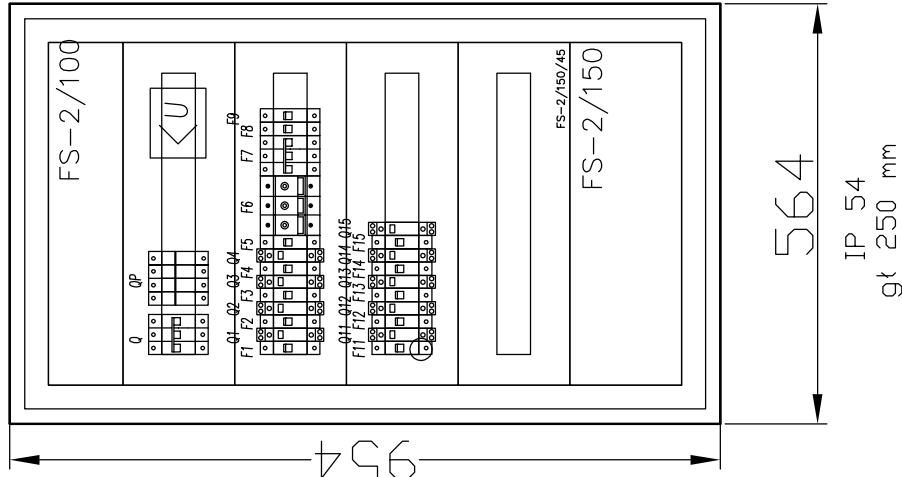 FS-2/100
U
QP
Q
F9
F8
F7
F6
F5
Q4
F4
Q3
F3
Q2
F2
Q1
F1
Q15
F15
Q14
F14
Q13
F13
Q12
F12
Q11
F11
FS-2/150/45
FS-2/150
564
IP 54
gł 250 mm
954